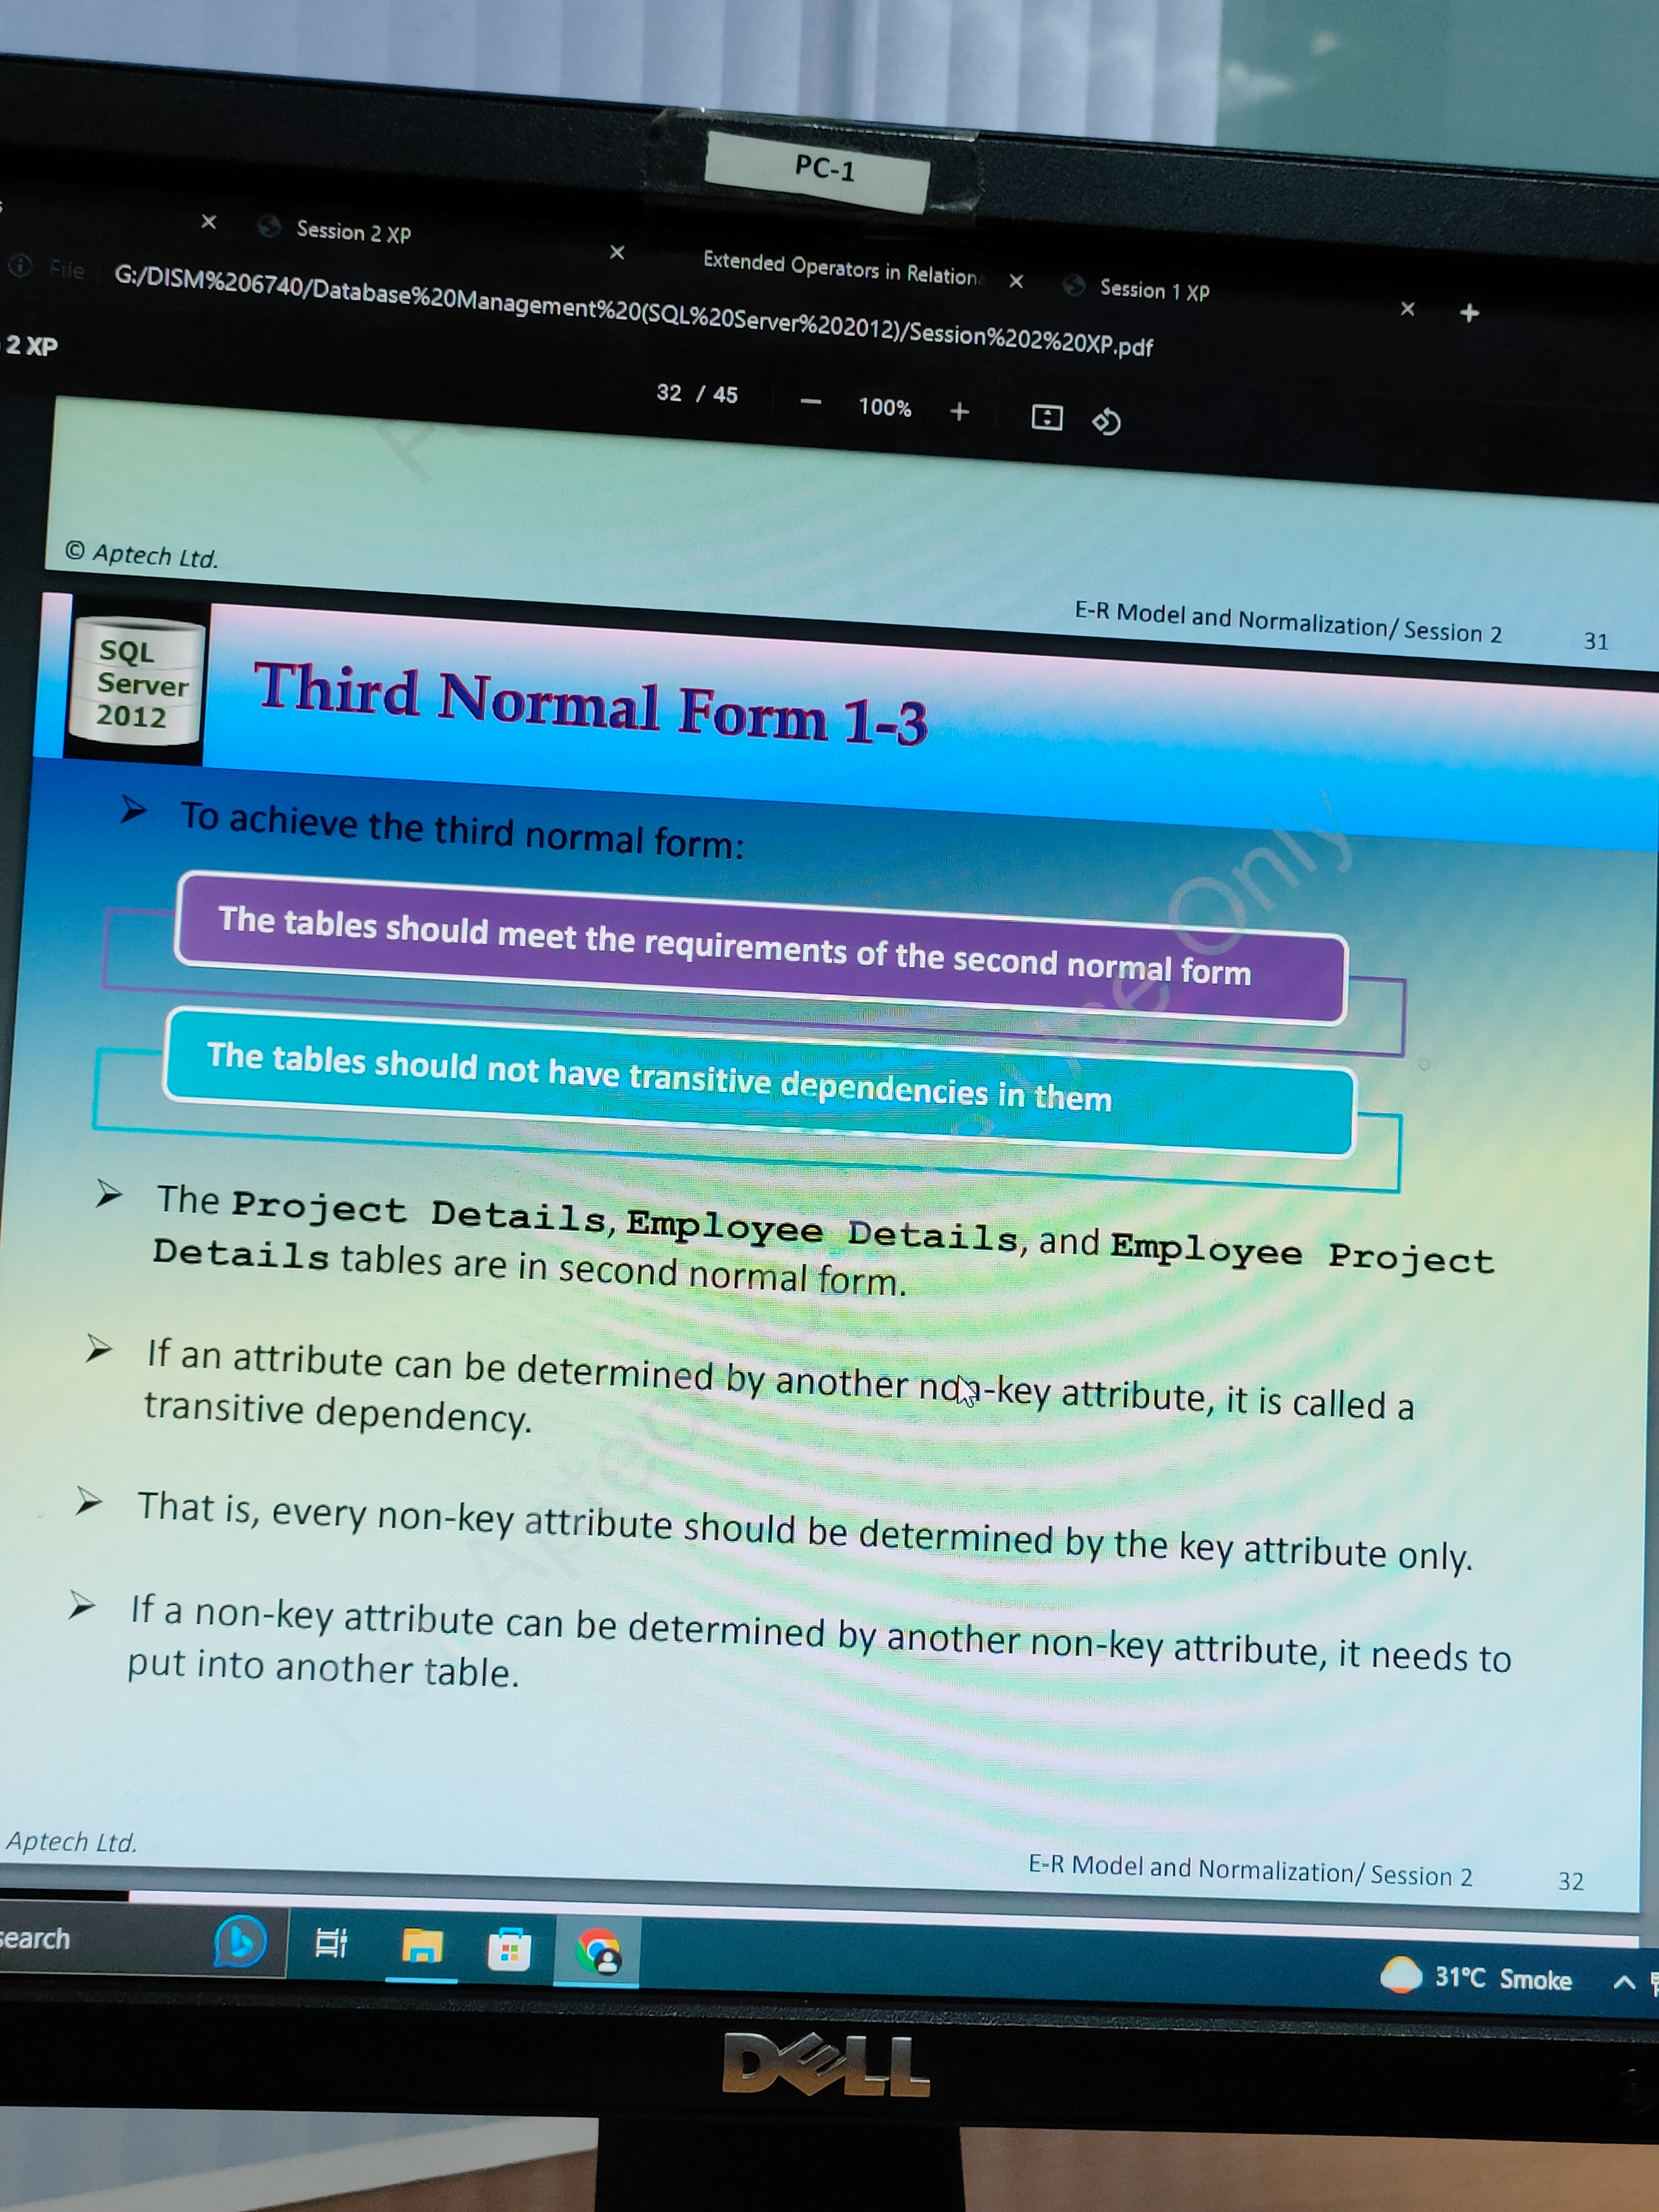 PC-1
Session 2 XP
Extended Operators in Relation
Session 1 XP
File
G:/DISM%206740/Database%20Management%20(SQL%20Server%202012)/Session%202%20XP.pdf
2 XP
32 / 45
100%
© Aptech Ltd.
E-R Model and Normalization/ Session 2
31
SQL
Server
2012
Third Normal Form 1-3
To achieve the third normal form:
The tables should meet the requirements of the second normal form
The tables should not have transitive dependencies in them
The Project Details, Employee Details, and Employee Project
Details tables are in second normal form.
If an attribute can be determined by another non-key attribute, it is called a
transitive dependency.
That is, every non-key attribute should be determined by the key attribute only.
If a non-key attribute can be determined by another non-key attribute, it needs to
put into another table.
For Aptech Use Only
Aptech Ltd.
E-R Model and Normalization/ Session 2
32
search
31°C Smoke
DELL